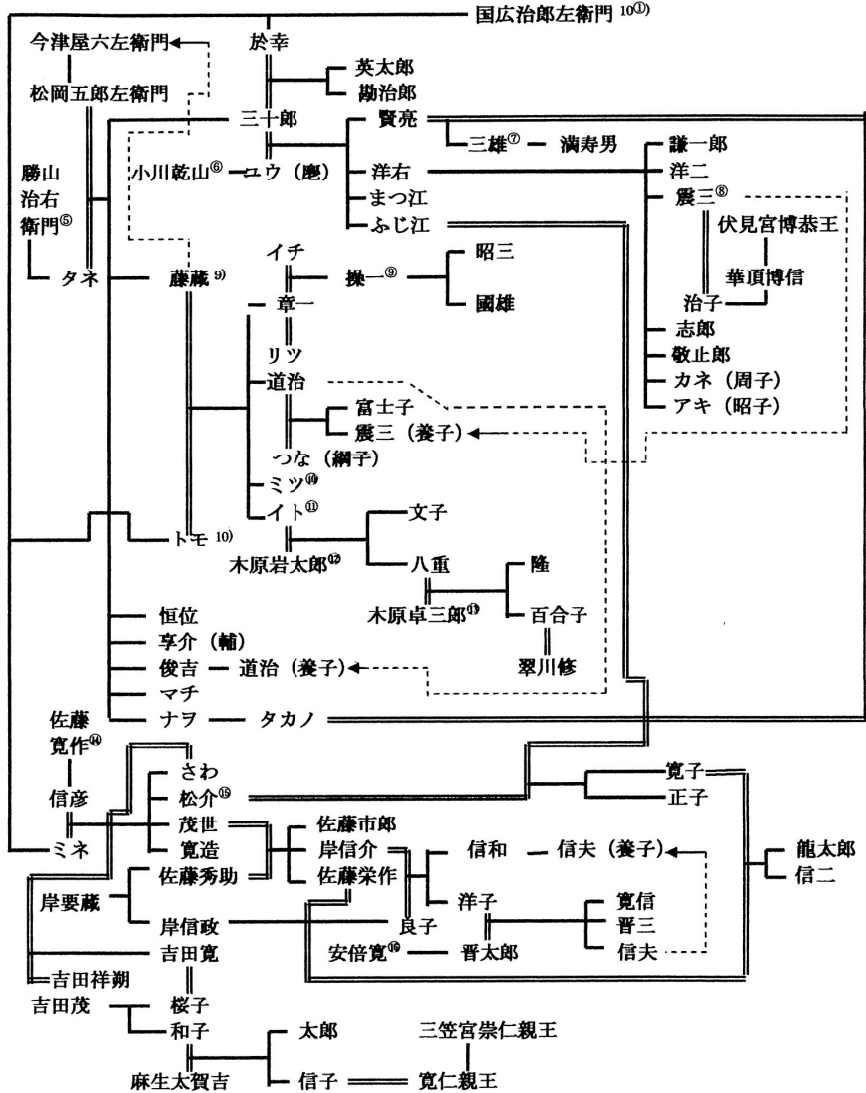 国広治郎左衛門 10①)
今津屋六左衛門
於幸
英太郎
松岡五郎左衛門
勘治郎
三十郎
賢亮
三雄⑦
満寿男
謙一郎
勝山
治右
衛門⑤
小川乾山⑥
ユウ（塵）
洋右
洋二
まつ江
震三⑧
ふじ江
伏見宮博恭王
イチ
昭三
華頂博信
タネ
藤蔵 9)
操一⑨
章一
國雄
治子
志郎
リツ
敬止郎
道治
カネ（周子）
富士子
アキ（昭子）
震三（養子）
つな（綱子）
ミツ⑩
イト⑪
文子
トモ 10)
木原岩太郎⑫
八重
隆
木原卓三郎⑬
百合子
恒位
享介（輔）
翠川修
俊吉
道治（養子）
マチ
ナヲ
タカノ
佐藤
寛作⑭
さわ
寛子
信彦
松介⑮
正子
茂世
佐藤市郎
ミネ
寛造
岸信介
信和
信夫（養子）
龍太郎
佐藤秀助
佐藤栄作
信二
岸要蔵
洋子
寛信
岸信政
良子
晋三
吉田寛
安倍寛⑯
晋太郎
信夫
吉田祥朔
吉田茂
桜子
和子
太郎
三笠宮崇仁親王
麻生太賀吉
信子
寛仁親王